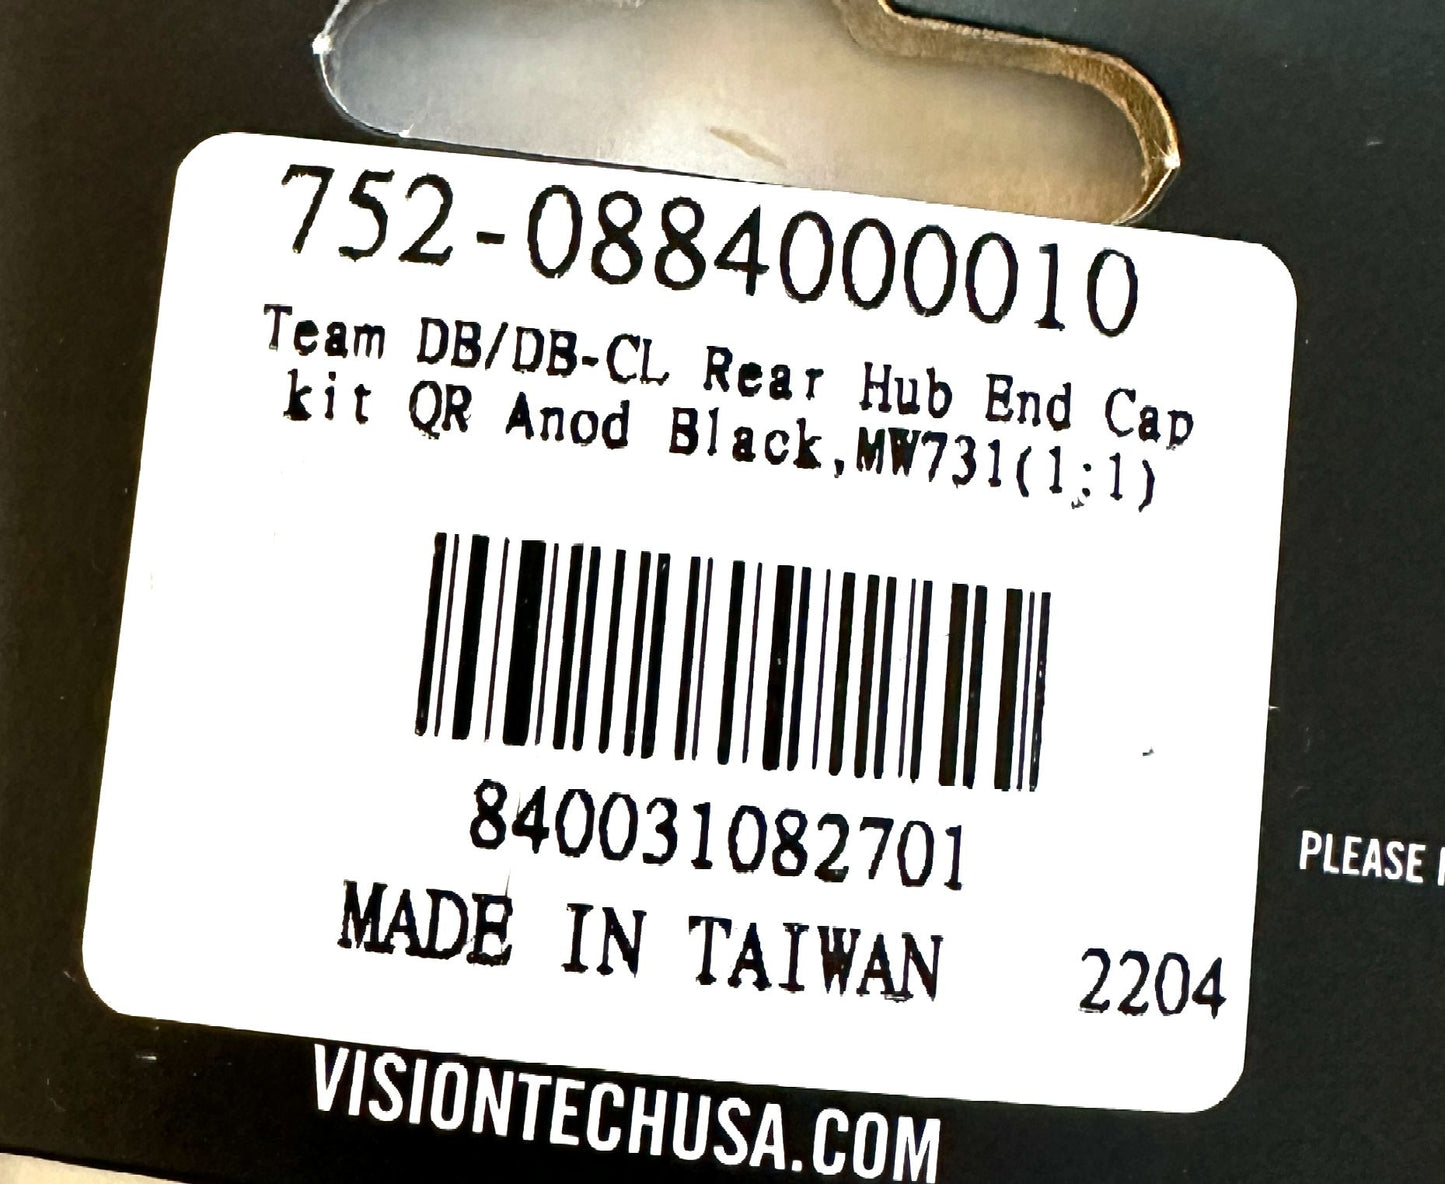 752-0884000010
Team DB/DB-CL Rear Hub End Cap
kit QR Anod Black,MW731(1:1)
840031082701
MADE IN TAIWAN 2204
PLEASE
VISIONTECHUSA.COM